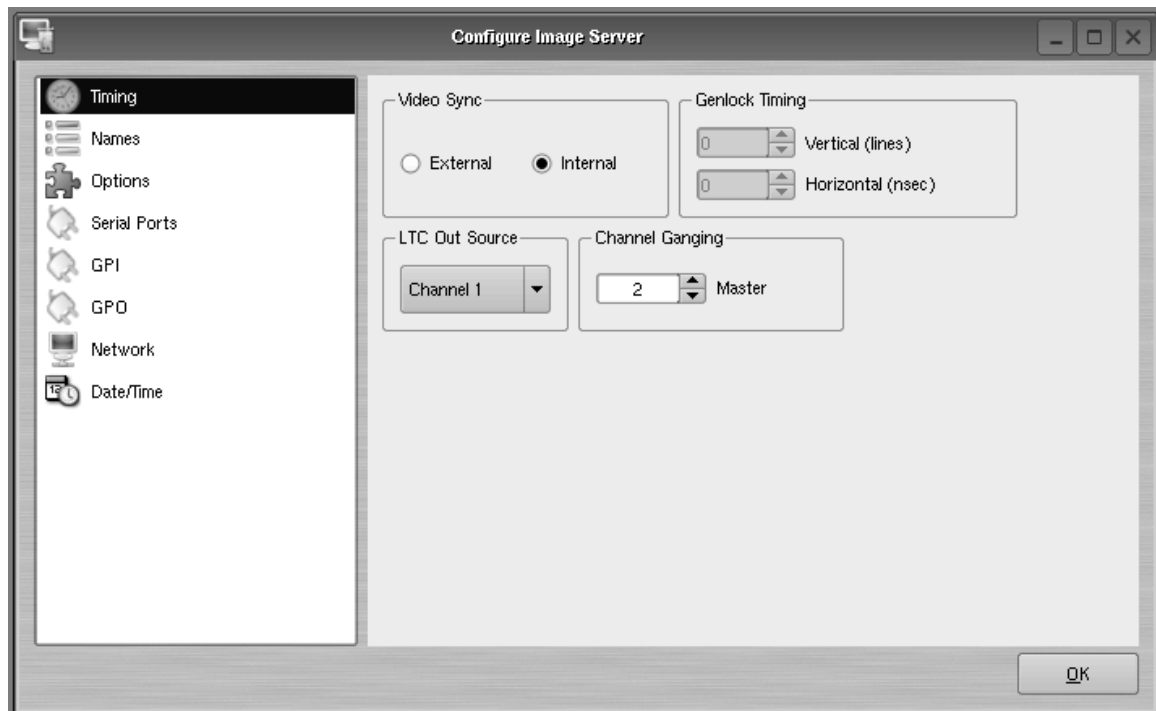 Configure Image Server
Timing
Names
Options
Serial Ports
GPI
GPO
Network
Date/Time
Video Sync
External
Internal
Genlock Timing
0 Vertical (lines)
0 Horizontal (nsec)
LTC Out Source
Channel 1
Channel Ganging
2 Master
OK